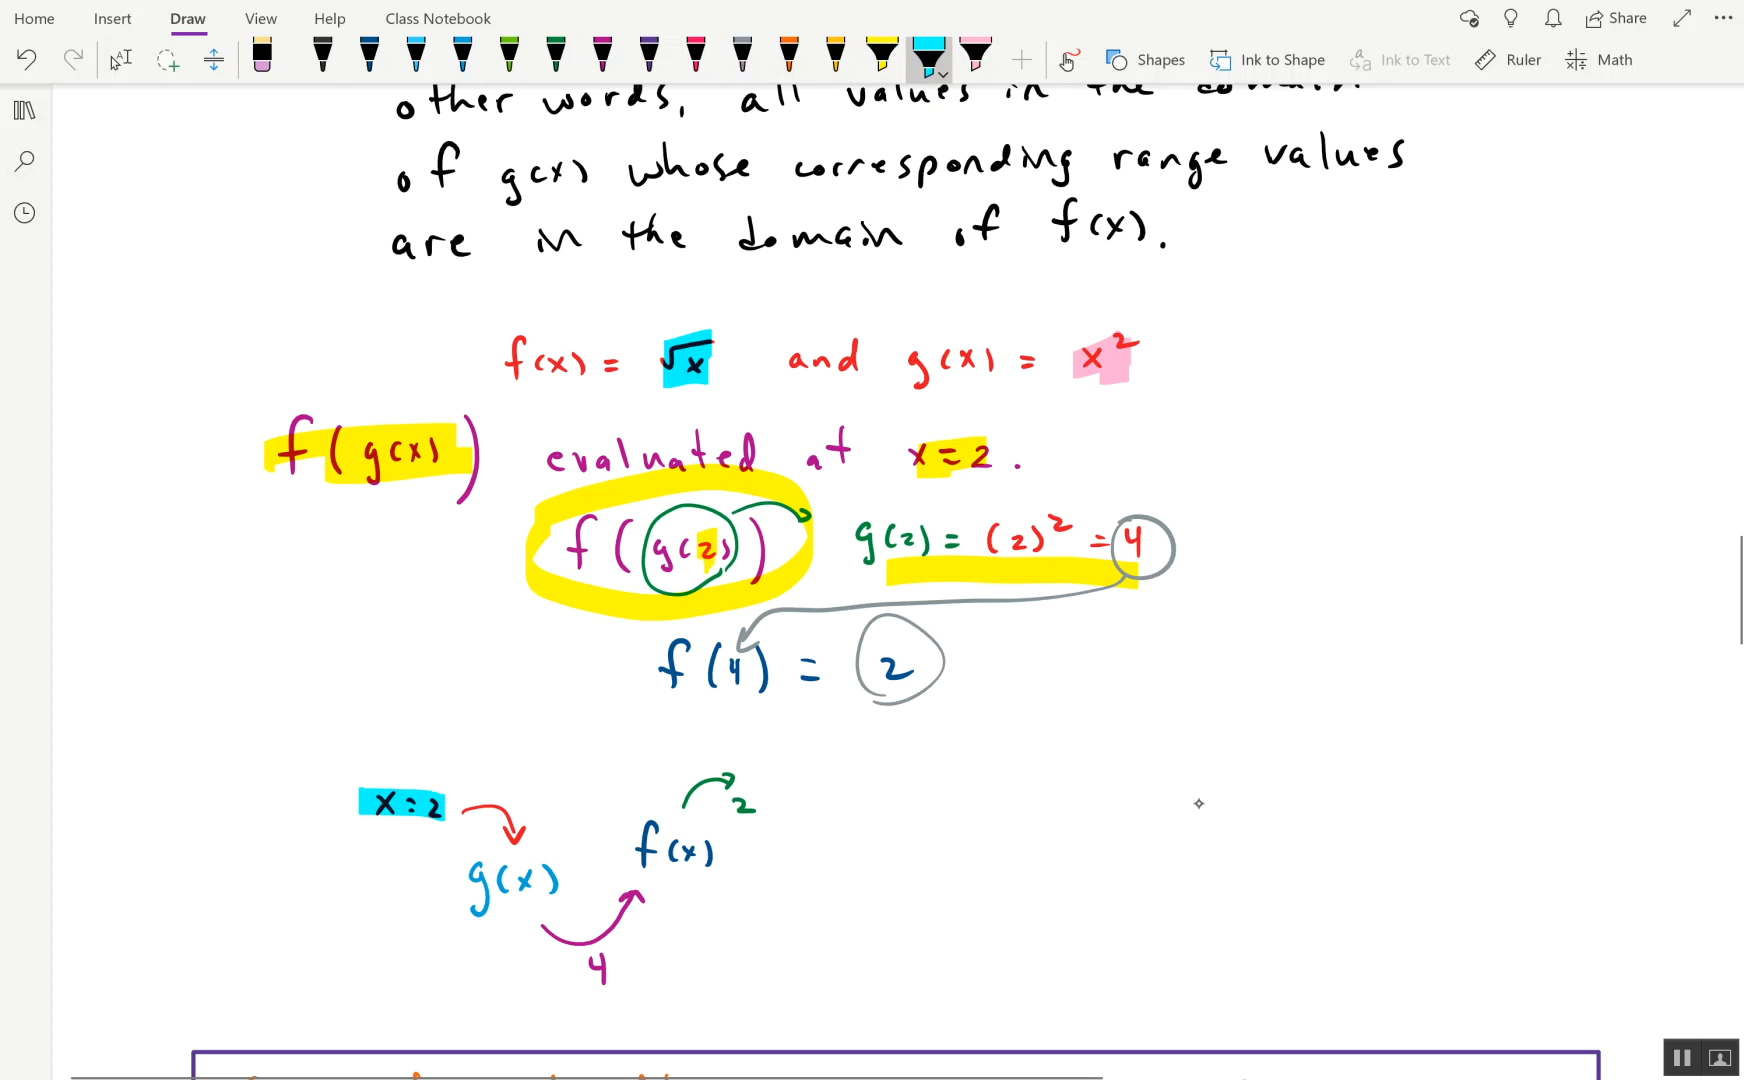 Home Insert Draw View Help Class Notebook Share
Shapes Ink to Shape Ink to Text Ruler Math
other words, all values in the domain
of g(x) whose corresponding range values
are in the domain of f(x).
f(x) = √x and g(x) = x²
f(g(x)) evaluated at x=2.
f(g(2)) g(2) = (2)² = 4
f(4) = 2
x=2 2
g(x) f(x)
4